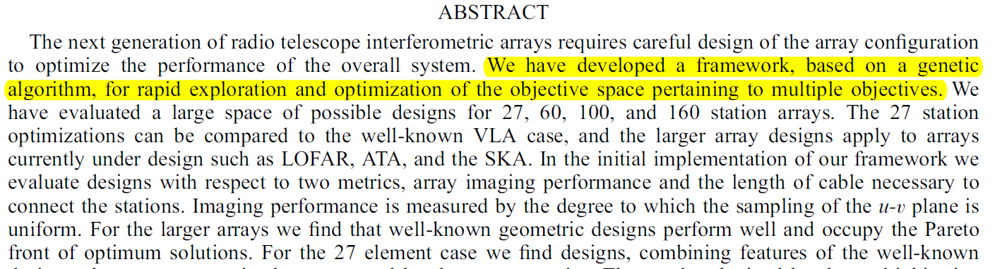 ABSTRACT
The next generation of radio telescope interferometric arrays requires careful design of the array configuration
to optimize the performance of the overall system. We have developed a framework, based on a genetic
algorithm, for rapid exploration and optimization of the objective space pertaining to multiple objectives. We
have evaluated a large space of possible designs for 27, 60, 100, and 160 station arrays. The 27 station
optimizations can be compared to the well-known VLA case, and the larger array designs apply to arrays
currently under design such as LOFAR, ATA, and the SKA. In the initial implementation of our framework we
evaluate designs with respect to two metrics, array imaging performance and the length of cable necessary to
connect the stations. Imaging performance is measured by the degree to which the sampling of the u-v plane is
uniform. For the larger arrays we find that well-known geometric designs perform well and occupy the Pareto
front of optimum solutions. For the 27 element case we find designs, combining features of the well-known